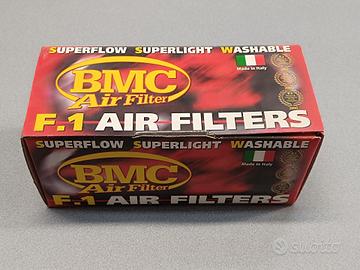 SUPERFLOW SUPERLIGHT WASHABLE
BMC
Air Filter
Made in Italy
F.1 AIR FILTERS
SUPERFLOW SUPERLIGHT WASHABLE
BMC
Air Filter
Made in Italy
F.1 AIR FILTERS
subito